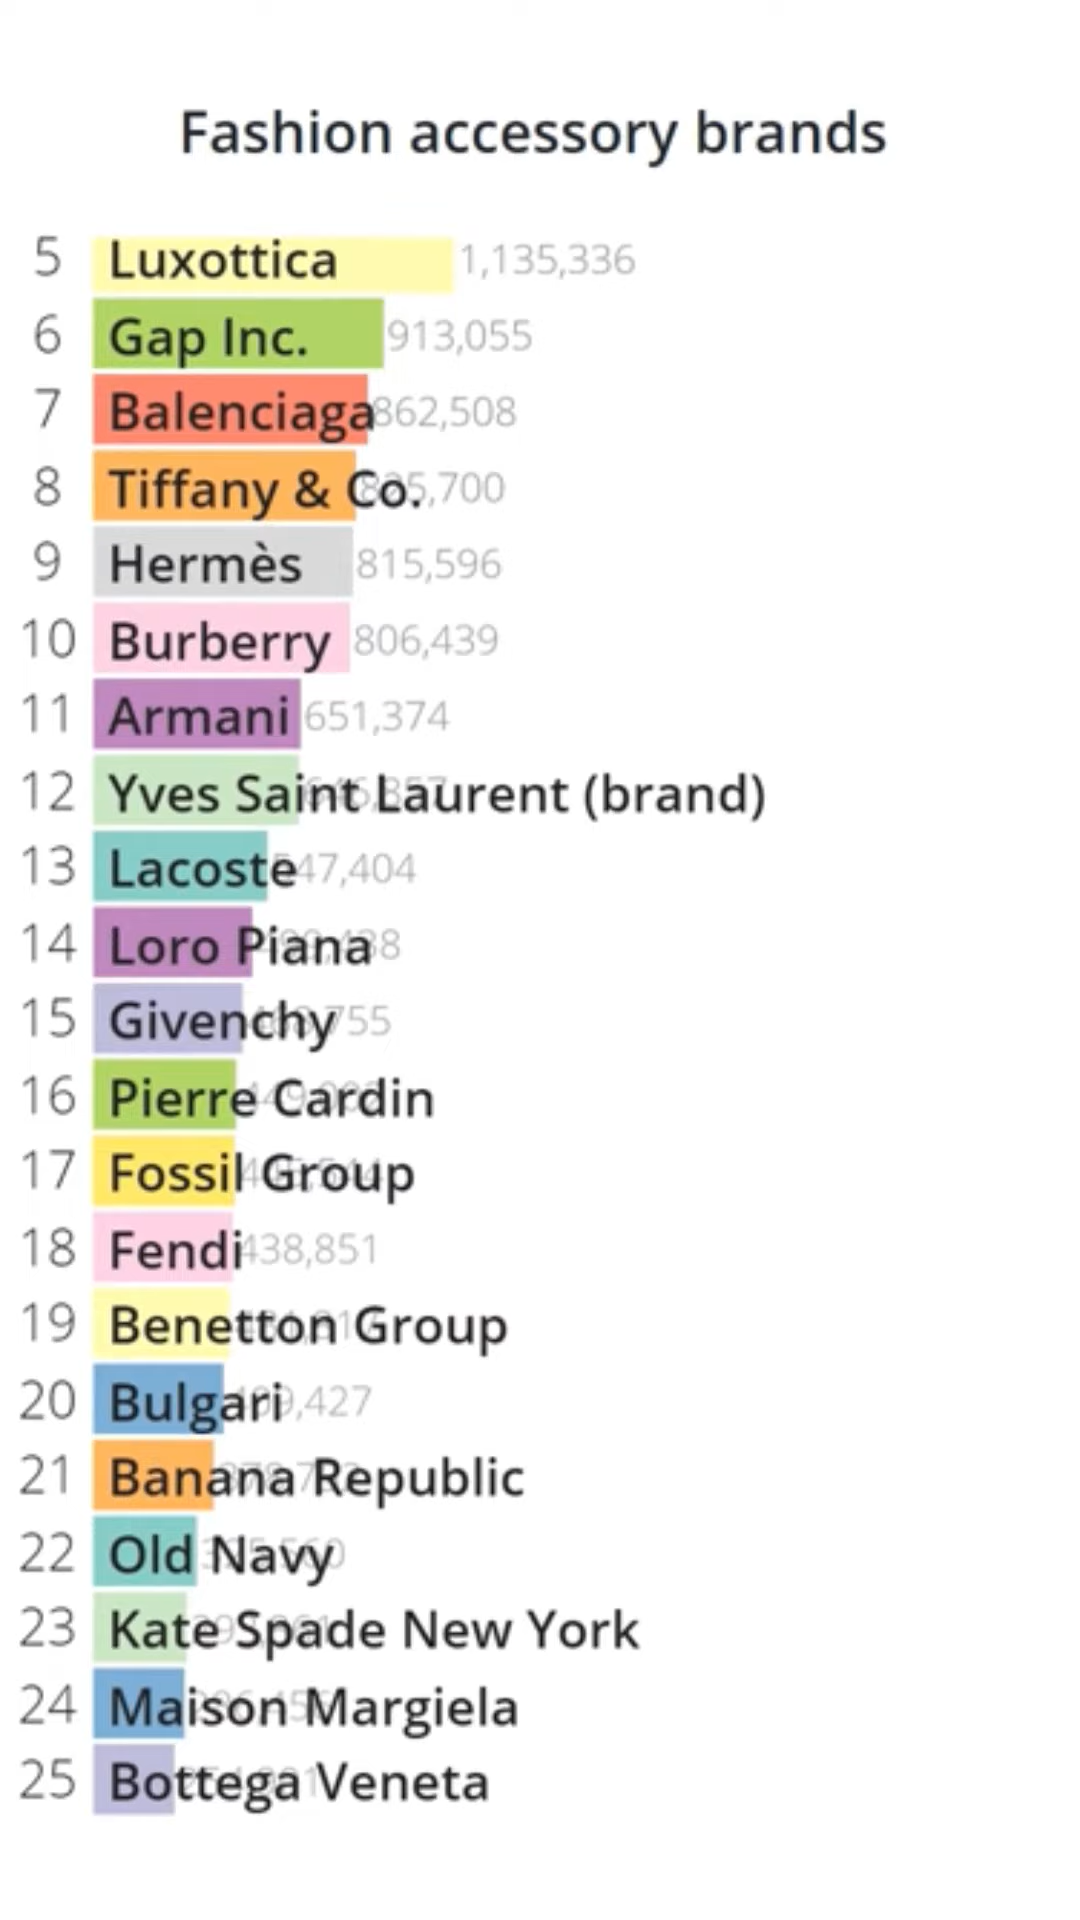 Fashion accessory brands
5 Luxottica 1,135,336
6 Gap Inc. 913,055
7 Balenciaga 862,508
8 Tiffany & Co.
9 Hermès 815,596
10 Burberry 806,439
11 Armani 651,374
12 Yves Saint Laurent (brand)
13 Lacoste
14 Loro Piana
15 Givenchy
16 Pierre Cardin
17 Fossil Group
18 Fendi 438,851
19 Benetton Group
20 Bulgari
21 Banana Republic
22 Old Navy
23 Kate Spade New York
24 Maison Margiela
25 Bottega Veneta